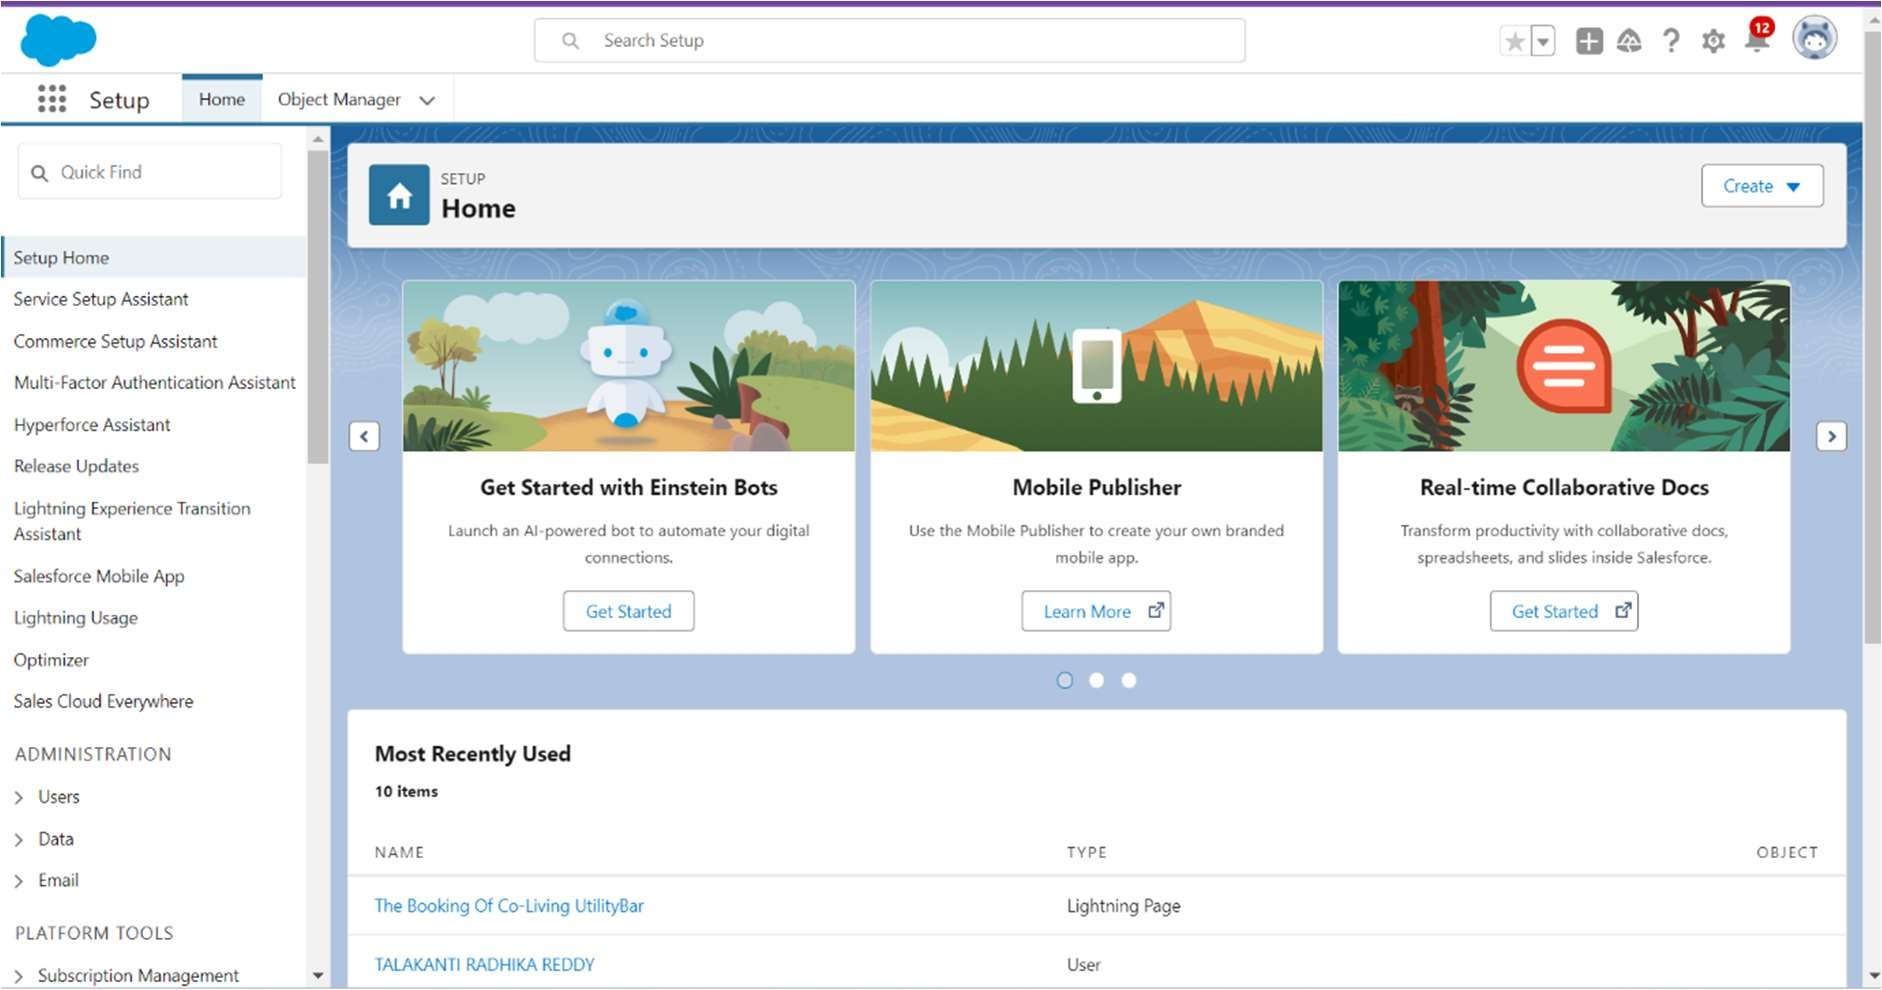 Search Setup
12
Setup
Home
Object Manager
Quick Find
Setup Home
Service Setup Assistant
Commerce Setup Assistant
Multi-Factor Authentication Assistant
Hyperforce Assistant
Release Updates
Lightning Experience Transition
Assistant
Salesforce Mobile App
Lightning Usage
Optimizer
Sales Cloud Everywhere
ADMINISTRATION
Users
Data
Email
PLATFORM TOOLS
Subscription Management
SETUP
Home
Create
Get Started with Einstein Bots
Launch an AI-powered bot to automate your digital
connections.
Get Started
Mobile Publisher
Use the Mobile Publisher to create your own branded
mobile app.
Learn More
Real-time Collaborative Docs
Transform productivity with collaborative docs,
spreadsheets, and slides inside Salesforce.
Get Started
Most Recently Used
10 items
NAME TYPE OBJECT
The Booking Of Co-Living UtilityBar Lightning Page
TALAKANTI RADHIKA REDDY User